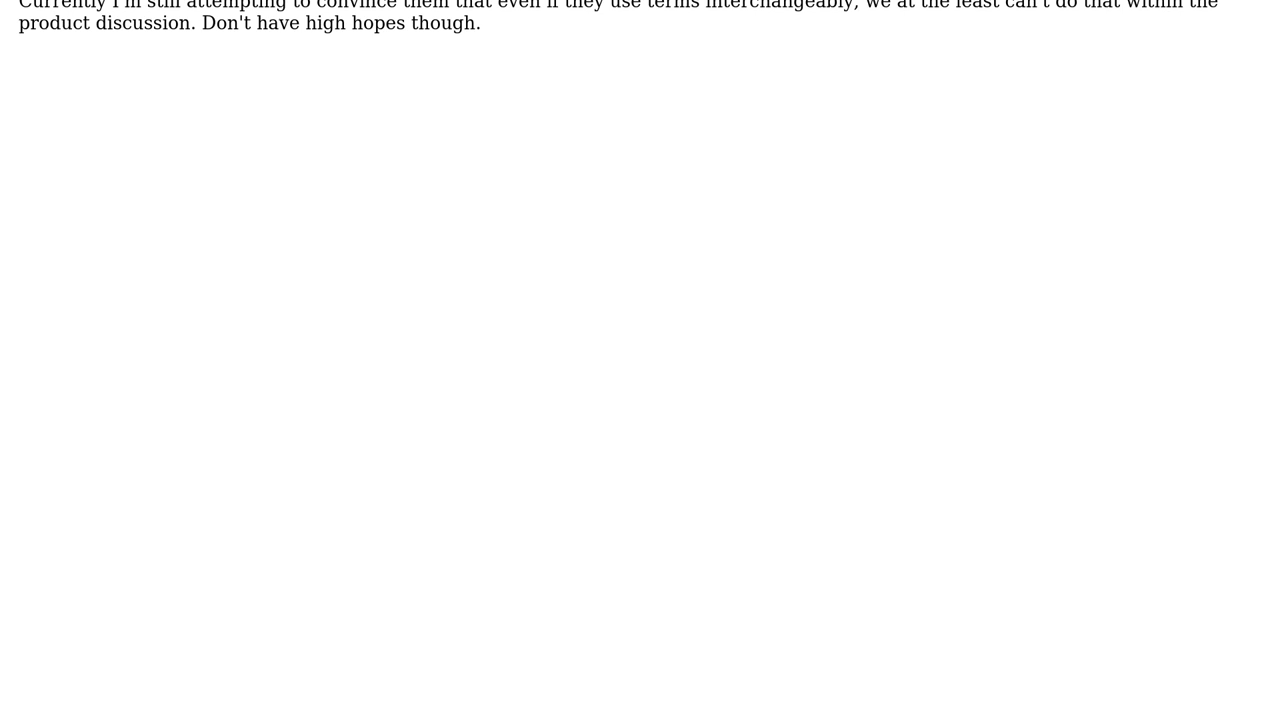 Currently I'm still attempting to convince them that even if they use terms interchangeably, we at the least can't do that within the
product discussion. Don't have high hopes though.